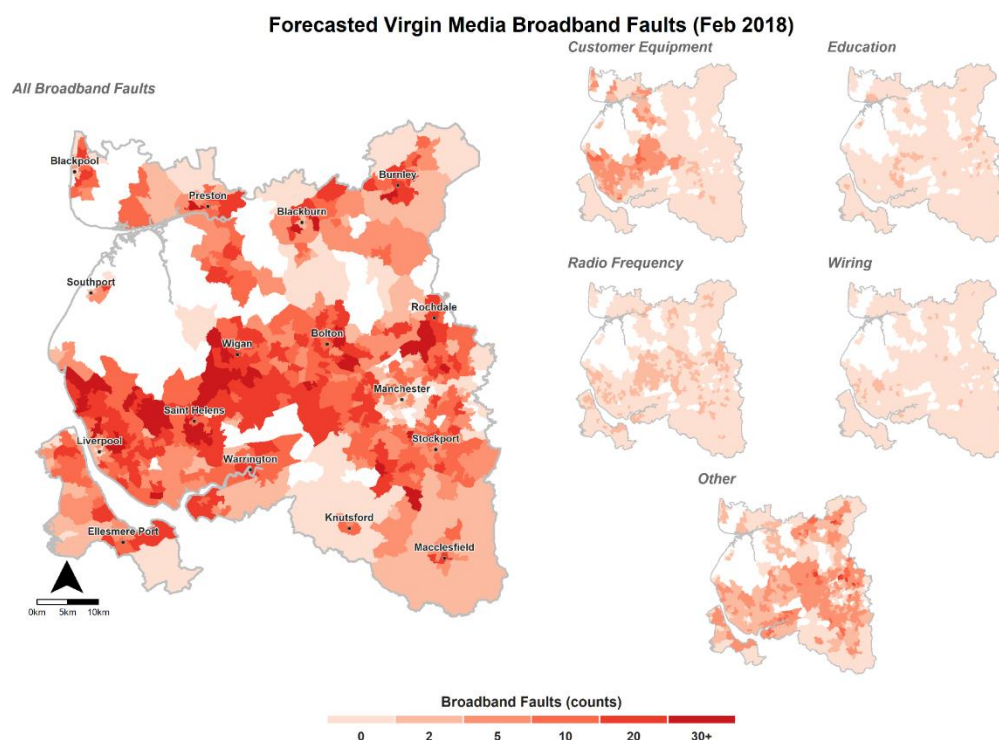 Forecasted Virgin Media Broadband Faults (Feb 2018)
All Broadband Faults
Blackpool
Preston
Burnley
Blackburn
Southport
Rochdale
Wigan
Bolton
Manchester
Saint Helens
Liverpool
Stockport
Warrington
Knutsford
Ellesmere Port
Macclesfield
0km 5km 10km
Customer Equipment
Education
Radio Frequency
Wiring
Other
Broadband Faults (counts)
0 2 5 10 20 30+